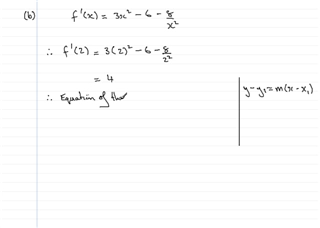 (b) f'(x) = 3x² - 6 - 8/x²
∴ f'(2) = 3(2)² - 6 - 8/2²
= 4
∴ Equation of the
y - y₁ = m(x - x₁)